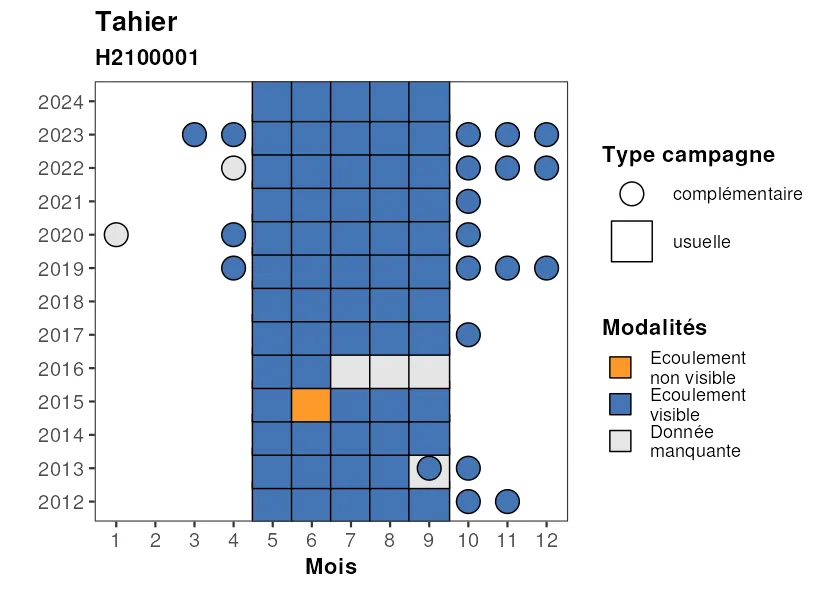 Tahier
H2100001
2024
2023
2022
2021
2020
2019
2018
2017
2016
2015
2014
2013
2012
1 2 3 4 5 6 7 8 9 10 11 12
Mois
Type campagne
complémentaire
usuelle
Modalités
Ecoulement
non visible
Ecoulement
visible
Donnée
manquante